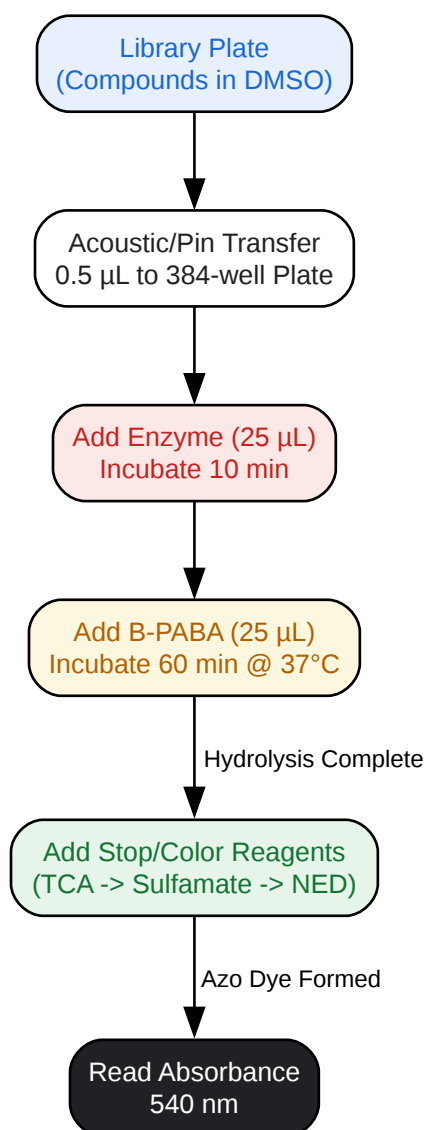 Library Plate
(Compounds in DMSO)
Acoustic/Pin Transfer
0.5 µL to 384-well Plate
Add Enzyme (25 µL)
Incubate 10 min
Add B-PABA (25 µL)
Incubate 60 min @ 37°C
Hydrolysis Complete
Add Stop/Color Reagents
(TCA -> Sulfamate -> NED)
Azo Dye Formed
Read Absorbance
540 nm